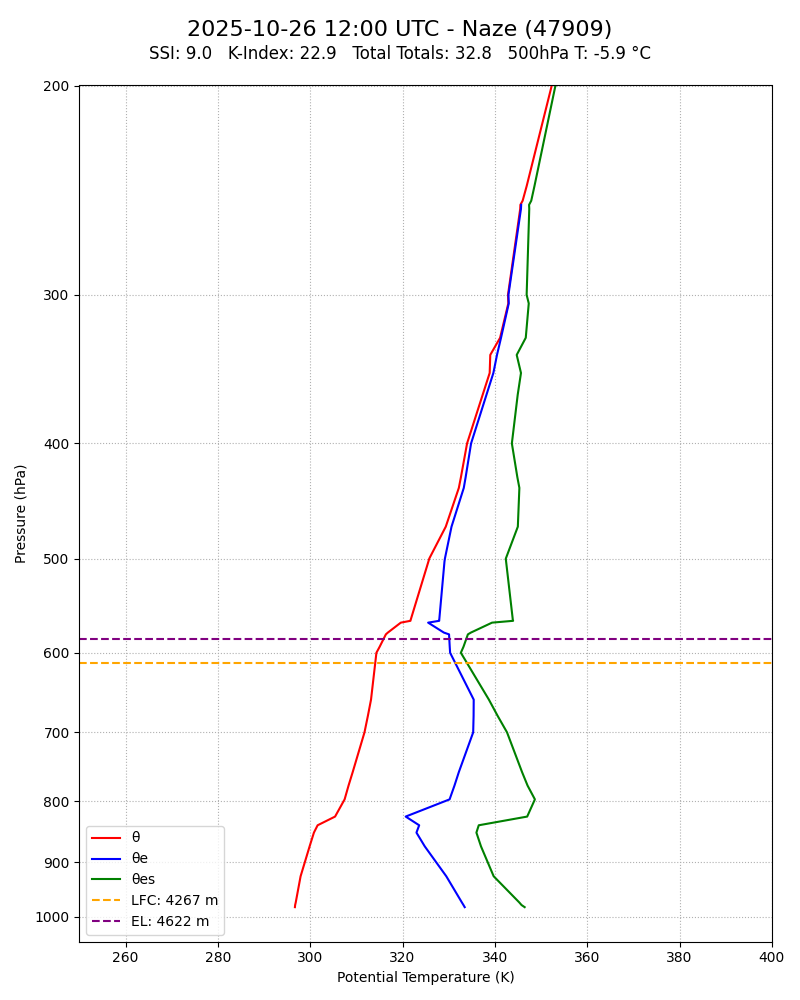 2025-10-26 12:00 UTC - Naze (47909)
SSI: 9.0   K-Index: 22.9   Total Totals: 32.8   500hPa T: -5.9 °C
200
300
400
500
600
700
800
900
1000
Pressure (hPa)
θ
θe
θes
LFC: 4267 m
EL: 4622 m
260
280
300
320
340
360
380
400
Potential Temperature (K)